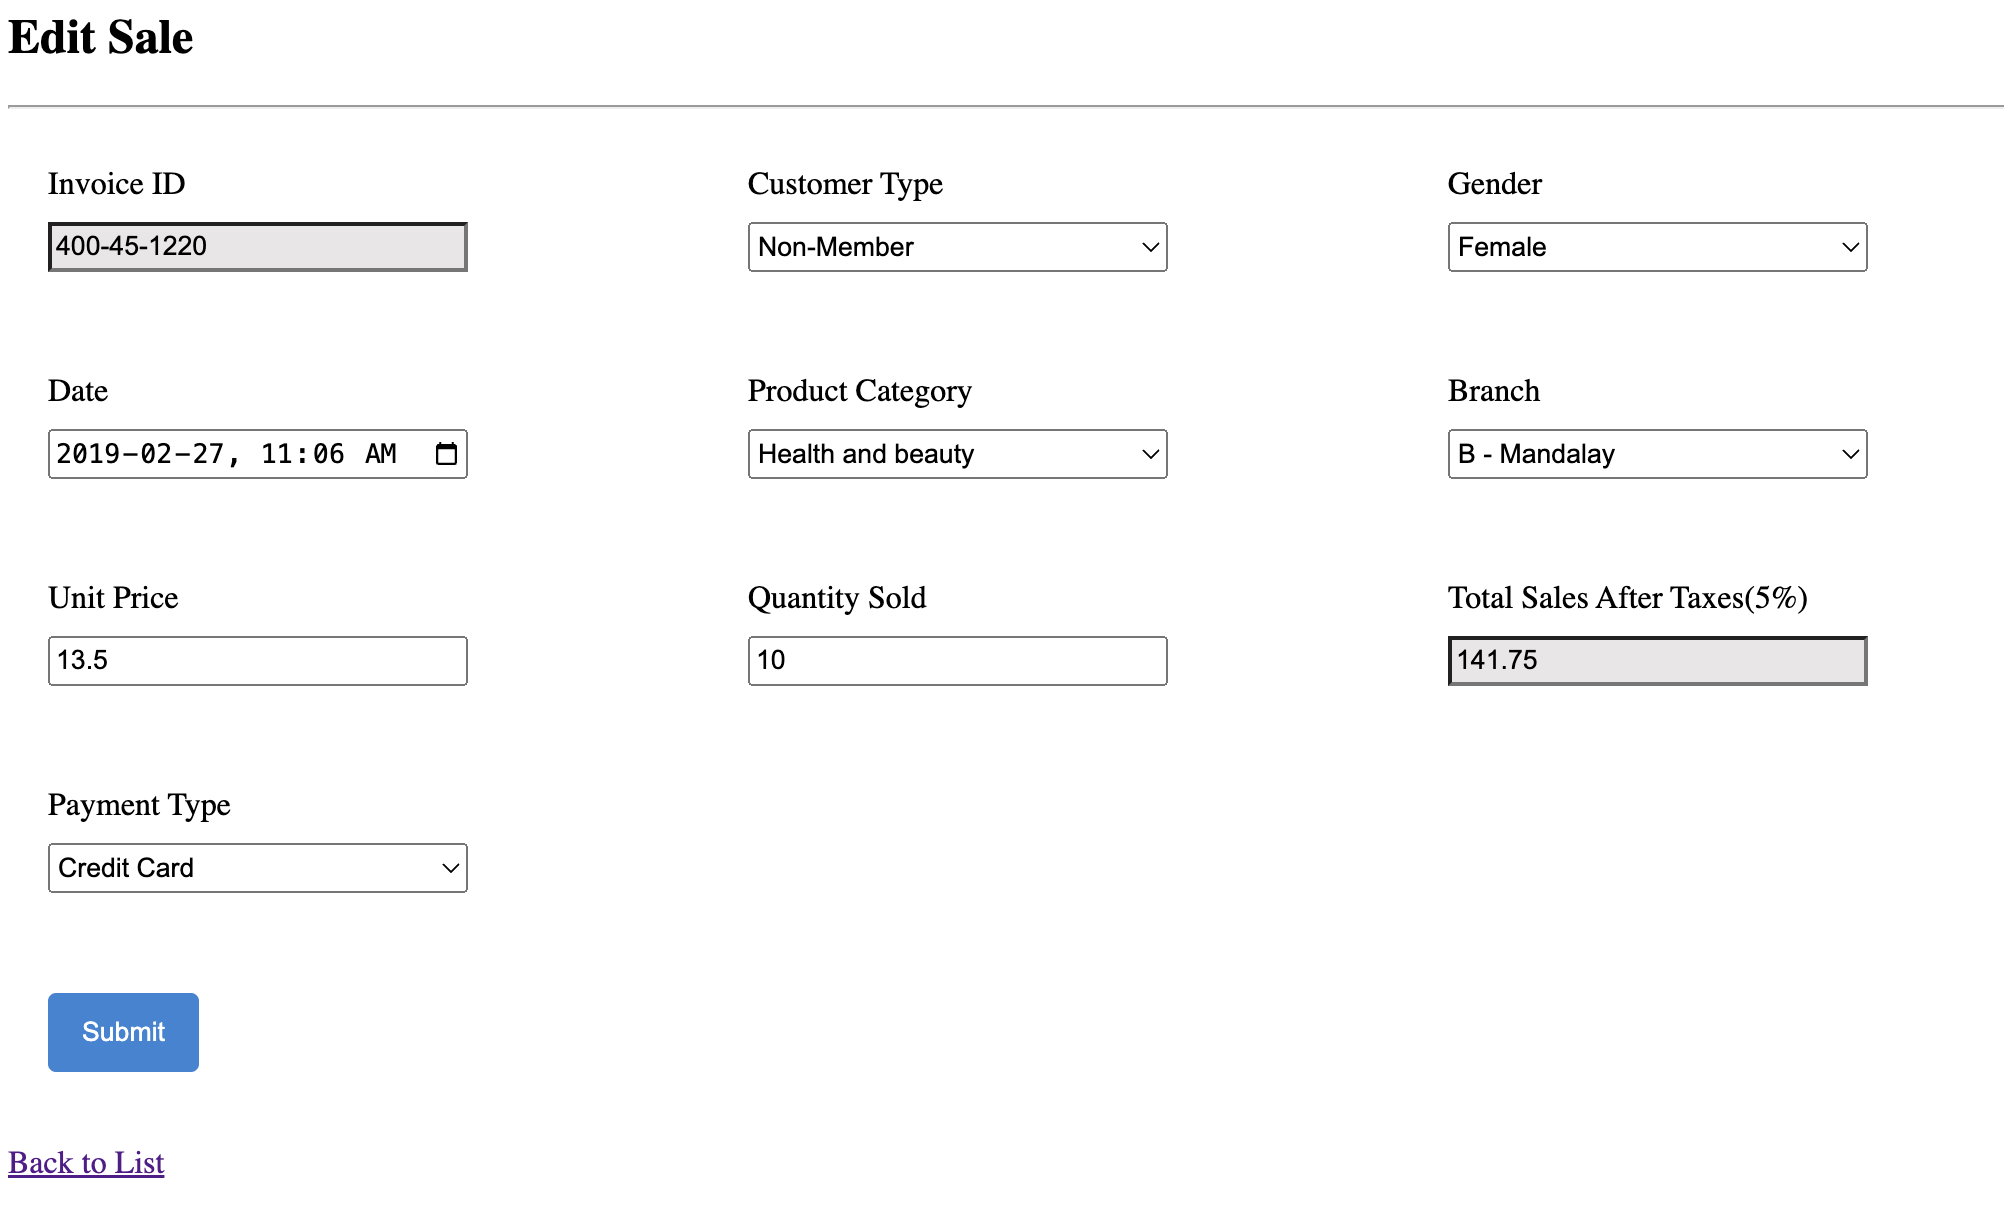 Edit Sale
Invoice ID
400-45-1220
Customer Type
Non-Member
Gender
Female
Date
2019-02-27, 11:06 AM
Product Category
Health and beauty
Branch
B - Mandalay
Unit Price
13.5
Quantity Sold
10
Total Sales After Taxes(5%)
141.75
Payment Type
Credit Card
Submit
Back to List